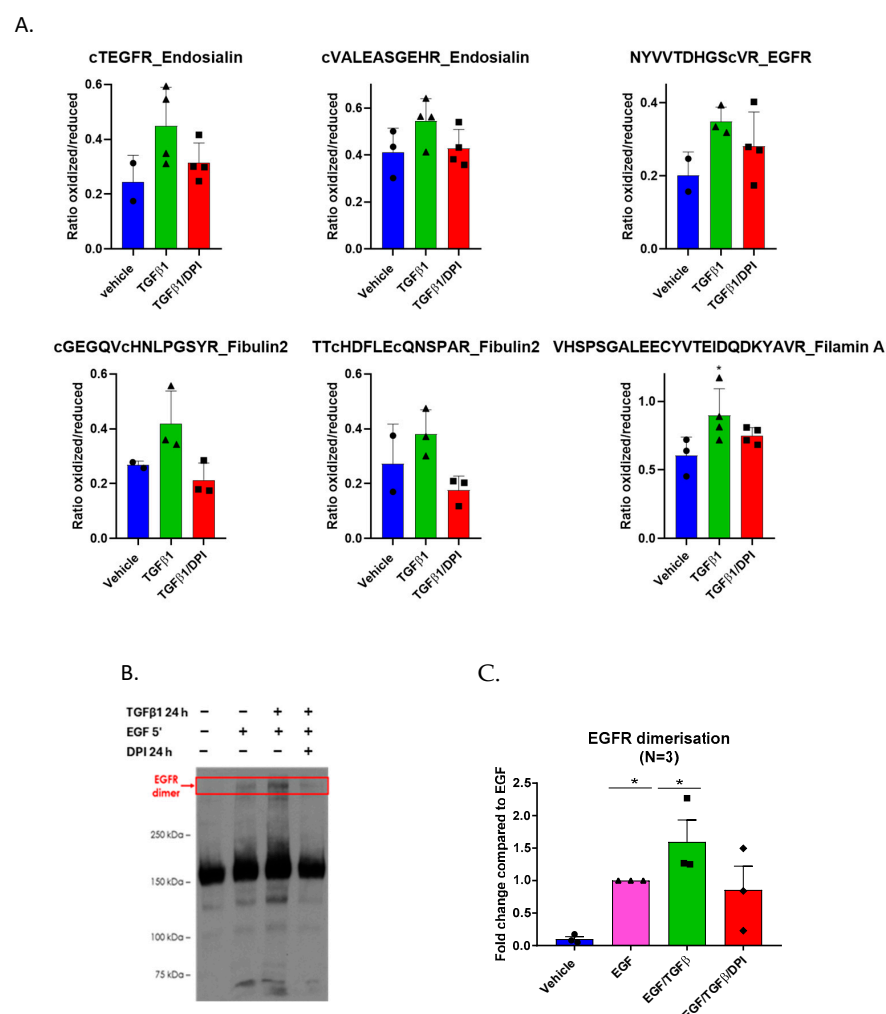 A.
cTEGFR_Endosialin
cVALEASGEHR_Endosialin
NYVVTDHGScVR_EGFR
Ratio oxidized/reduced
0.6
0.4
0.2
0.0
vehicle
TGFβ1
TGFβ1/DPI
Ratio oxidized/reduced
0.6
0.4
0.2
0.0
Vehicle
TGFβ1
TGFβ1/DPI
Ratio oxidized/reduced
0.4
0.2
0.0
Vehicle
TGFβ1
TGFβ1/DPI
cGEGQVcHNLPGSYR_Fibulin2
TTcHDFLEcQNSPAR_Fibulin2
VHSPSGALEECYVTEIDQDKYAVR_Filamin A
Ratio oxidized/reduced
0.6
0.4
0.2
0.0
Vehicle
TGFβ1
TGFβ1/DPI
Ratio oxidized/reduced
0.6
0.4
0.2
0.0
Vehicle
TGFβ1
TGFβ1/DPI
Ratio oxidized/reduced
1.0
0.5
0.0
*
Vehicle
TGFβ1
TGFβ1/DPI
B.
TGFβ1 24 h − − + +
EGF 5' − + + +
DPI 24 h − − − +
EGFR
dimer
250 kDa −
150 kDa −
100 kDa −
75 kDa −
C.
EGFR dimerisation
(N=3)
Fold change compared to EGF
2.5
2.0
1.5
1.0
0.5
0.0
* *
Vehicle
EGF
EGF/TGFβ
EGF/TGFβ/DPI